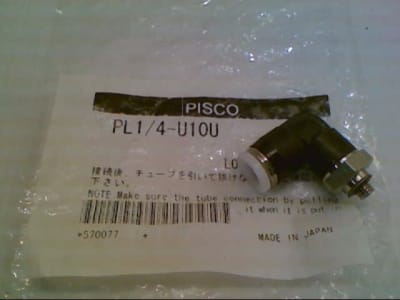 PISCO
PL1/4-U10U
LO
接続後、チューブを引いて抜けな
下さい。
NOTE Make sure the tube connection by pulling
it when it is put in
*570077 *
MADE IN JAPAN